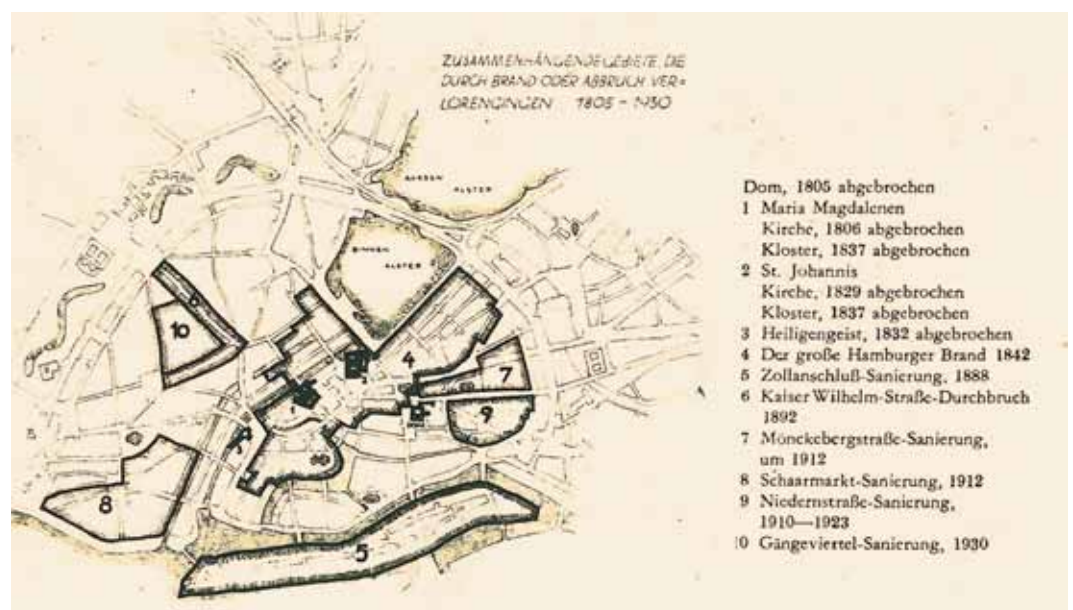 ZUSAMMENHÄNGENDE GEBIETE, DIE
DURCH BRAND ODER ABBRUCH VER=
LORENGINGEN 1805 – 1930
AUSSEN
ALSTER
BINNEN
ALSTER
6
10
4
7
2
1
9
3
8
5
Dom, 1805 abgebrochen
1 Maria Magdalenen
Kirche, 1806 abgebrochen
Kloster, 1837 abgebrochen
2 St. Johannis
Kirche, 1829 abgebrochen
Kloster, 1837 abgebrochen
3 Heiligengeist, 1832 abgebrochen
4 Der große Hamburger Brand 1842
5 Zollanschluß-Sanierung, 1888
6 Kaiser Wilhelm-Straße-Durchbruch
1892
7 Mönckebergstraße-Sanierung,
um 1912
8 Schaarmarkt-Sanierung, 1912
9 Niedernstraße-Sanierung,
1910—1923
10 Gängeviertel-Sanierung, 1930